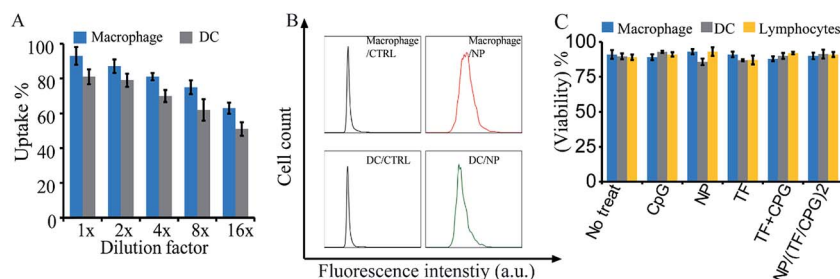 A
Macrophage DC
Uptake %
100
80
60
40
20
0
1x 2x 4x 8x 16x
Dilution factor
B
Cell count
Macrophage
/CTRL
Macrophage
/NP
DC/CTRL
DC/NP
Fluorescence intenstiy (a.u.)
C
Macrophage DC Lymphocytes
(Viability) %
100
75
50
25
0
No treat
CpG
NP
TF
TF+CPG
NP/(TF/CPG)2